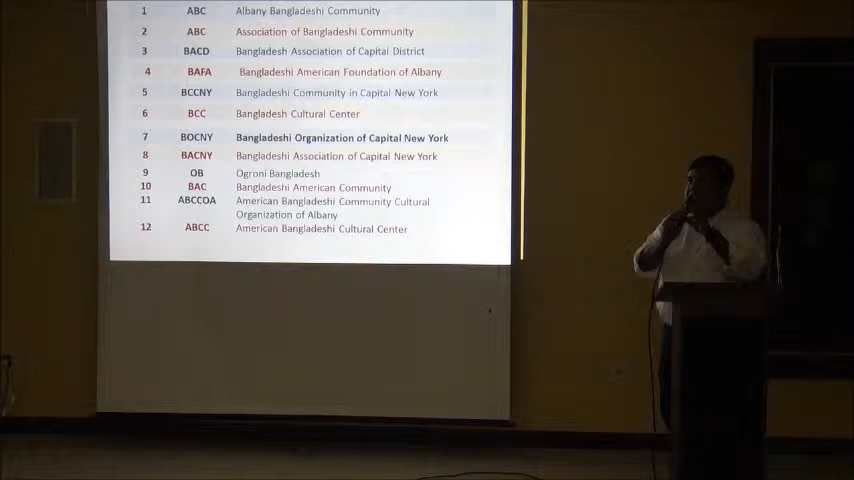 1 ABC Albany Bangladeshi Community
2 ABC Association of Bangladeshi Community
3 BACD Bangladesh Association of Capital District
4 BAFA Bangladeshi American Foundation of Albany
5 BCCNY Bangladeshi Community in Capital New York
6 BCC Bangladesh Cultural Center
7 BOCNY Bangladeshi Organization of Capital New York
8 BACNY Bangladeshi Association of Capital New York
9 OB Ogroni Bangladesh
10 BAC Bangladeshi American Community
11 ABCCOA American Bangladeshi Community Cultural
Organization of Albany
12 ABCC American Bangladeshi Cultural Center